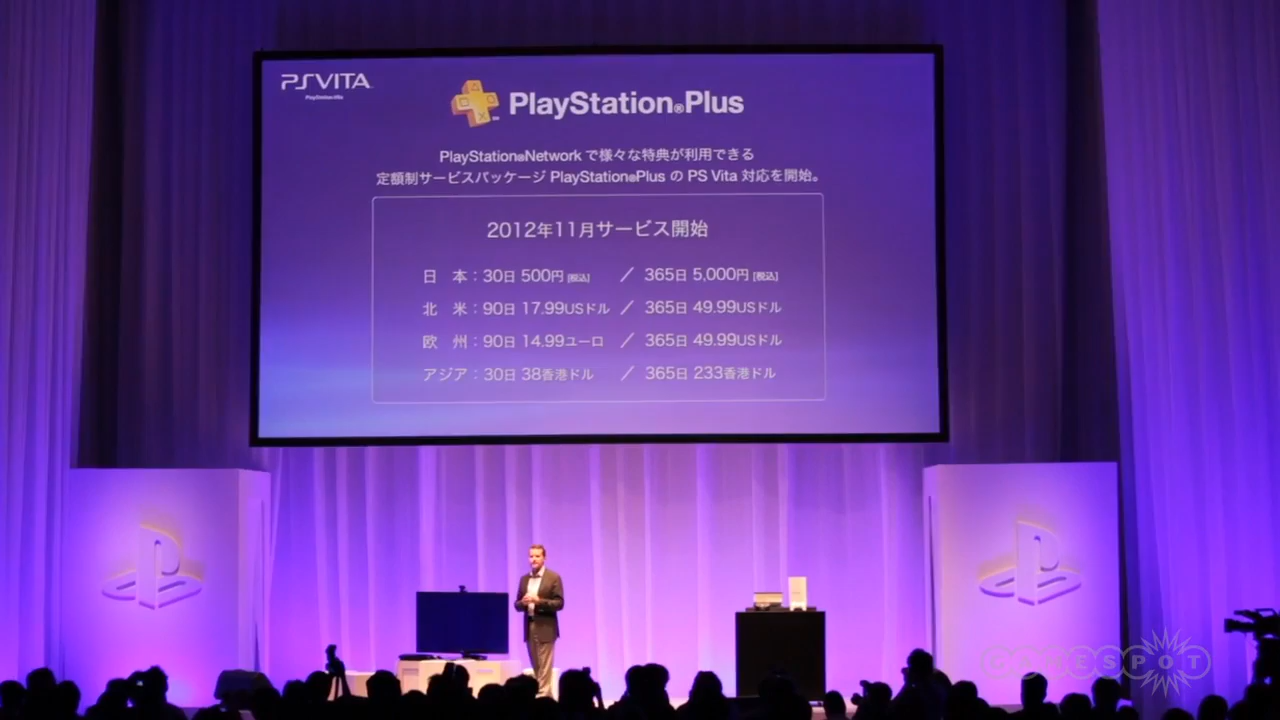 PSVITA
PlayStation Vita
PlayStation®Plus
PlayStation®Network で様々な特典が利用できる
定額制サービスパッケージ PlayStation®Plus の PS Vita 対応を開始。
2012年11月サービス開始
日 本：30日 500円 [税込] ／ 365日 5,000円 [税込]
北 米：90日 17.99USドル ／ 365日 49.99USドル
欧 州：90日 14.99ユーロ ／ 365日 49.99USドル
アジア：30日 38香港ドル ／ 365日 233香港ドル
GAMESPOT